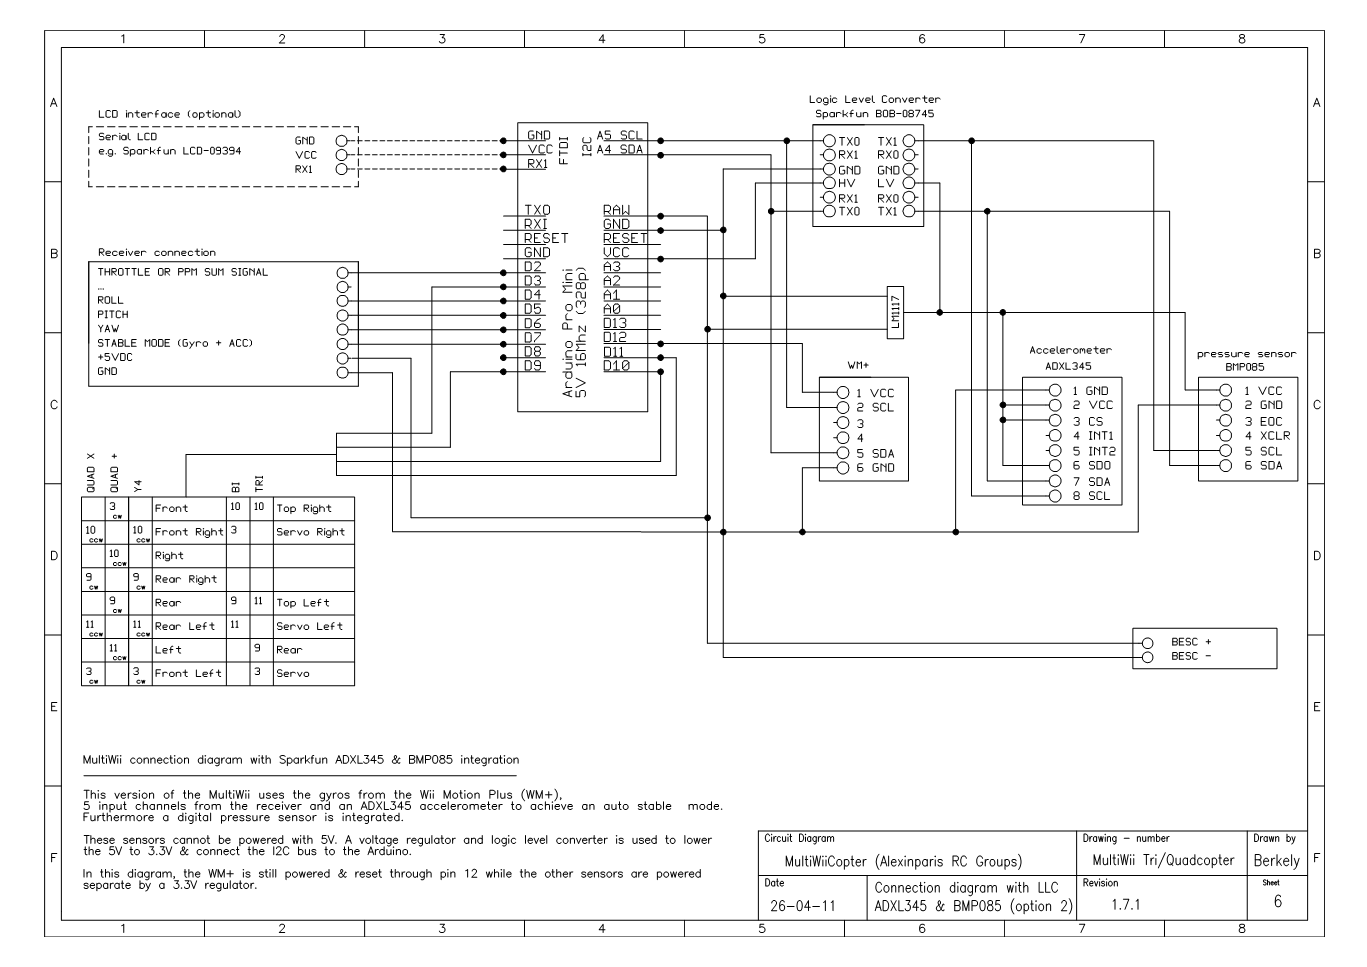 1 2 3 4 5 6 7 8
A A
B B
C C
D D
E E
F F
LCD interface (optional)
Serial LCD
e.g. Sparkfun LCD-09394
GND
VCC
RX1
GND
VCC
RX1
FTDI
I2C
A5 SCL
A4 SDA
TXO
RXI
RESET
GND
D2
D3
D4
D5
D6
D7
D8
D9
RAW
GND
RESET
VCC
A3
A2
A1
A0
D13
D12
D11
D10
Arduino Pro Mini
5V 16Mhz (328p)
Receiver connection
THROTTLE OR PPM SUM SIGNAL
...
ROLL
PITCH
YAW
STABLE MODE (Gyro + ACC)
+5VDC
GND
Logic Level Converter
Sparkfun BOB-08745
TX0 TX1
RX1 RX0
GND GND
HV LV
RX1 RX0
TX0 TX1
LM1117
WM+
1 VCC
2 SCL
3
4
5 SDA
6 GND
Accelerometer
ADXL345
1 GND
2 VCC
3 CS
4 INT1
5 INT2
6 SDO
7 SDA
8 SCL
pressure sensor
BMP085
1 VCC
2 GND
3 EOC
4 XCLR
5 SCL
6 SDA
BESC +
BESC -
QUAD X QUAD + Y4 BI TRI
3 cw Front 10 10 Top Right
10 ccw 10 ccw Front Right 3 Servo Right
10 ccw Right
9 cw 9 cw Rear Right
9 cw Rear 9 11 Top Left
11 ccw 11 ccw Rear Left 11 Servo Left
11 ccw Left 9 Rear
3 cw 3 cw Front Left 3 Servo
MultiWii connection diagram with Sparkfun ADXL345 & BMP085 integration
This version of the MultiWii uses the gyros from the Wii Motion Plus (WM+),
5 input channels from the receiver and an ADXL345 accelerometer to achieve an auto stable mode.
Furthermore a digital pressure sensor is integrated.
These sensors cannot be powered with 5V. A voltage regulator and logic level converter is used to lower
the 5V to 3.3V & connect the I2C bus to the Arduino.
In this diagram, the WM+ is still powered & reset through pin 12 while the other sensors are powered
separate by a 3.3V regulator.
Circuit Diagram
MultiWiiCopter (Alexinparis RC Groups)
Drawing - number
MultiWii Tri/Quadcopter
Drawn by
Berkely
Date
26-04-11
Connection diagram with LLC
ADXL345 & BMP085 (option 2)
Revision
1.7.1
Sheet
6
1 2 3 4 5 6 7 8